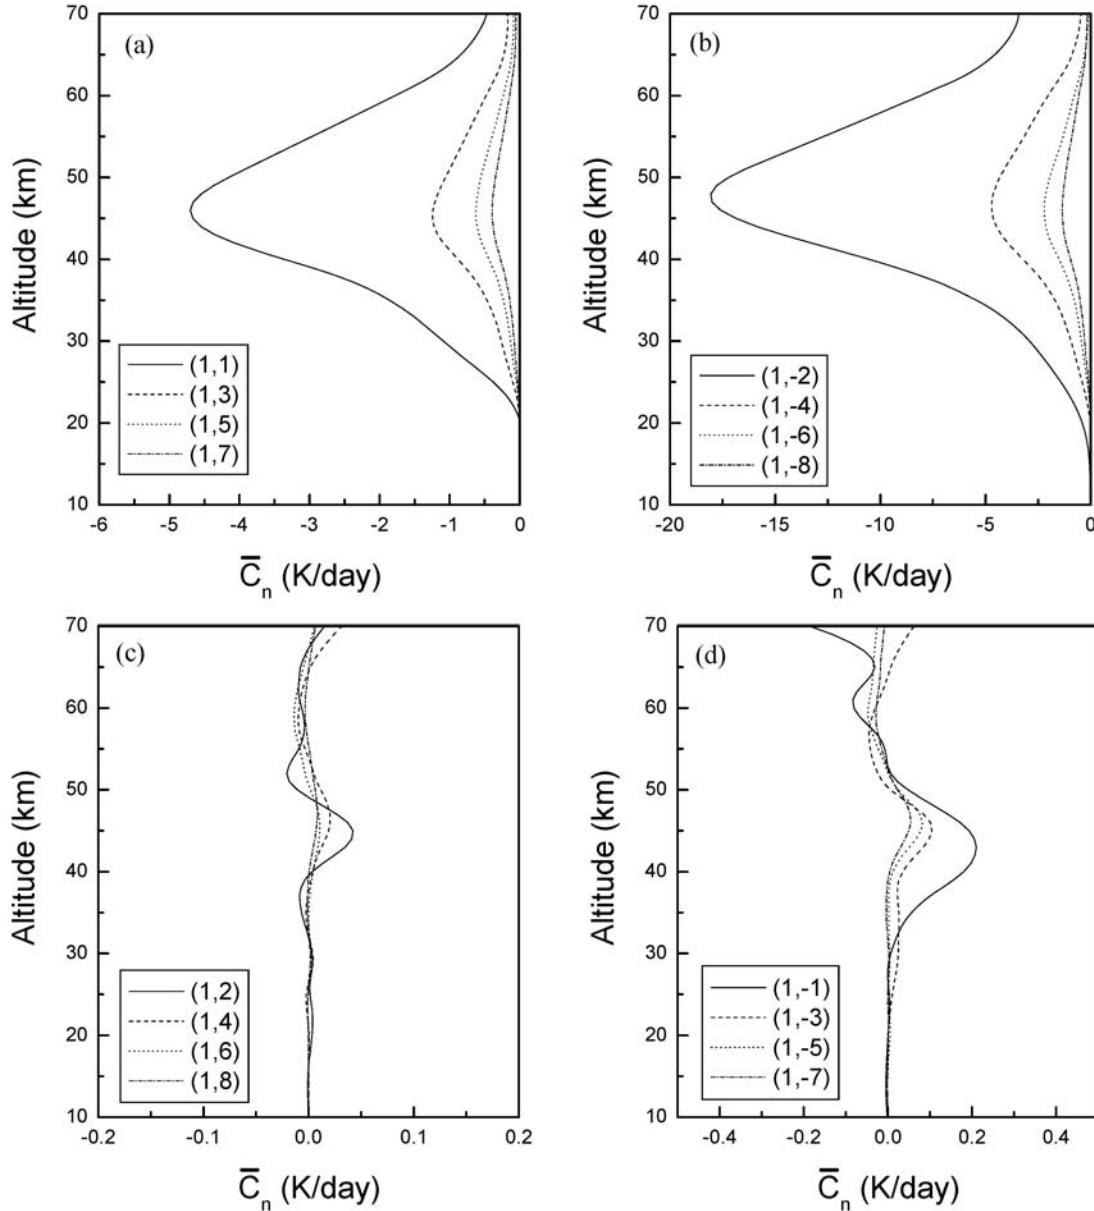 (a)
Altitude (km)
70
60
50
40
30
20
10
(1,1)
(1,3)
(1,5)
(1,7)
-6 -5 -4 -3 -2 -1 0
C̅n (K/day)
(b)
Altitude (km)
70
60
50
40
30
20
10
(1,-2)
(1,-4)
(1,-6)
(1,-8)
-20 -15 -10 -5 0
C̅n (K/day)
(c)
Altitude (km)
70
60
50
40
30
20
10
(1,2)
(1,4)
(1,6)
(1,8)
-0.2 -0.1 0.0 0.1 0.2
C̅n (K/day)
(d)
Altitude (km)
70
60
50
40
30
20
10
(1,-1)
(1,-3)
(1,-5)
(1,-7)
-0.4 -0.2 0.0 0.2 0.4
C̅n (K/day)